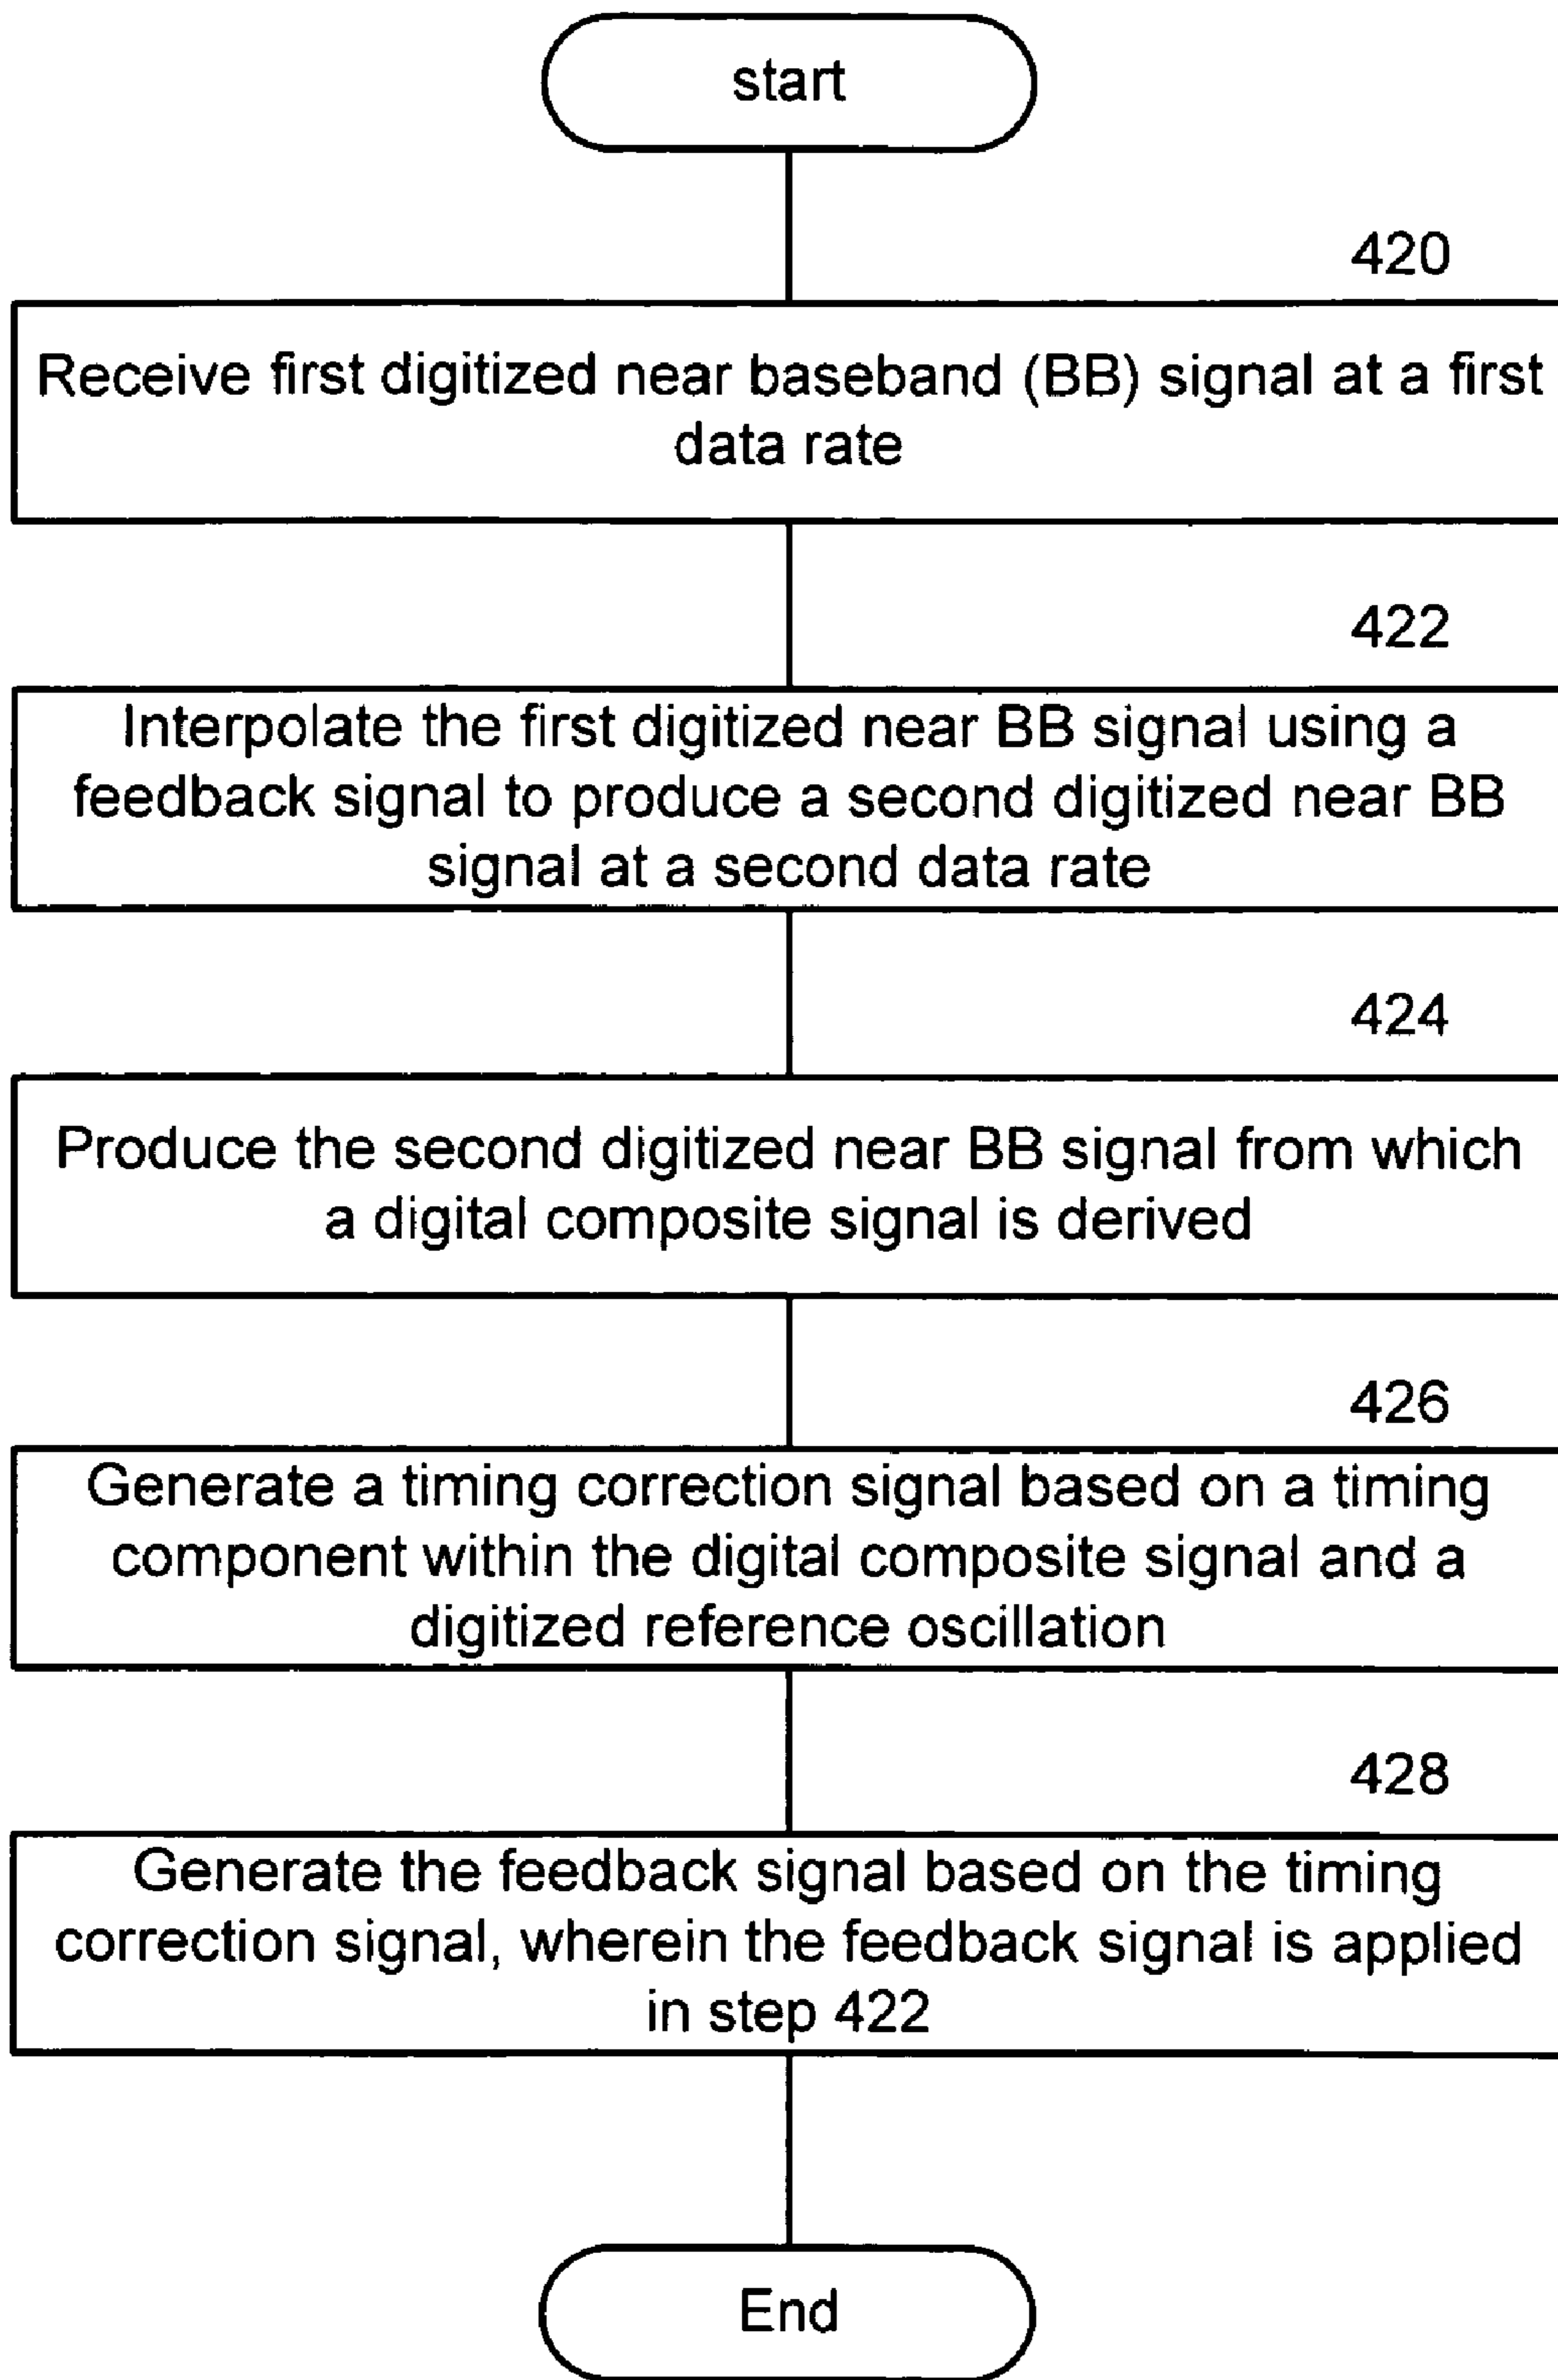 start
420
Receive first digitized near baseband (BB) signal at a first
data rate
422
Interpolate the first digitized near BB signal using a
feedback signal to produce a second digitized near BB
signal at a second data rate
424
Produce the second digitized near BB signal from which
a digital composite signal is derived
426
Generate a timing correction signal based on a timing
component within the digital composite signal and a
digitized reference oscillation
428
Generate the feedback signal based on the timing
correction signal, wherein the feedback signal is applied
in step 422
End